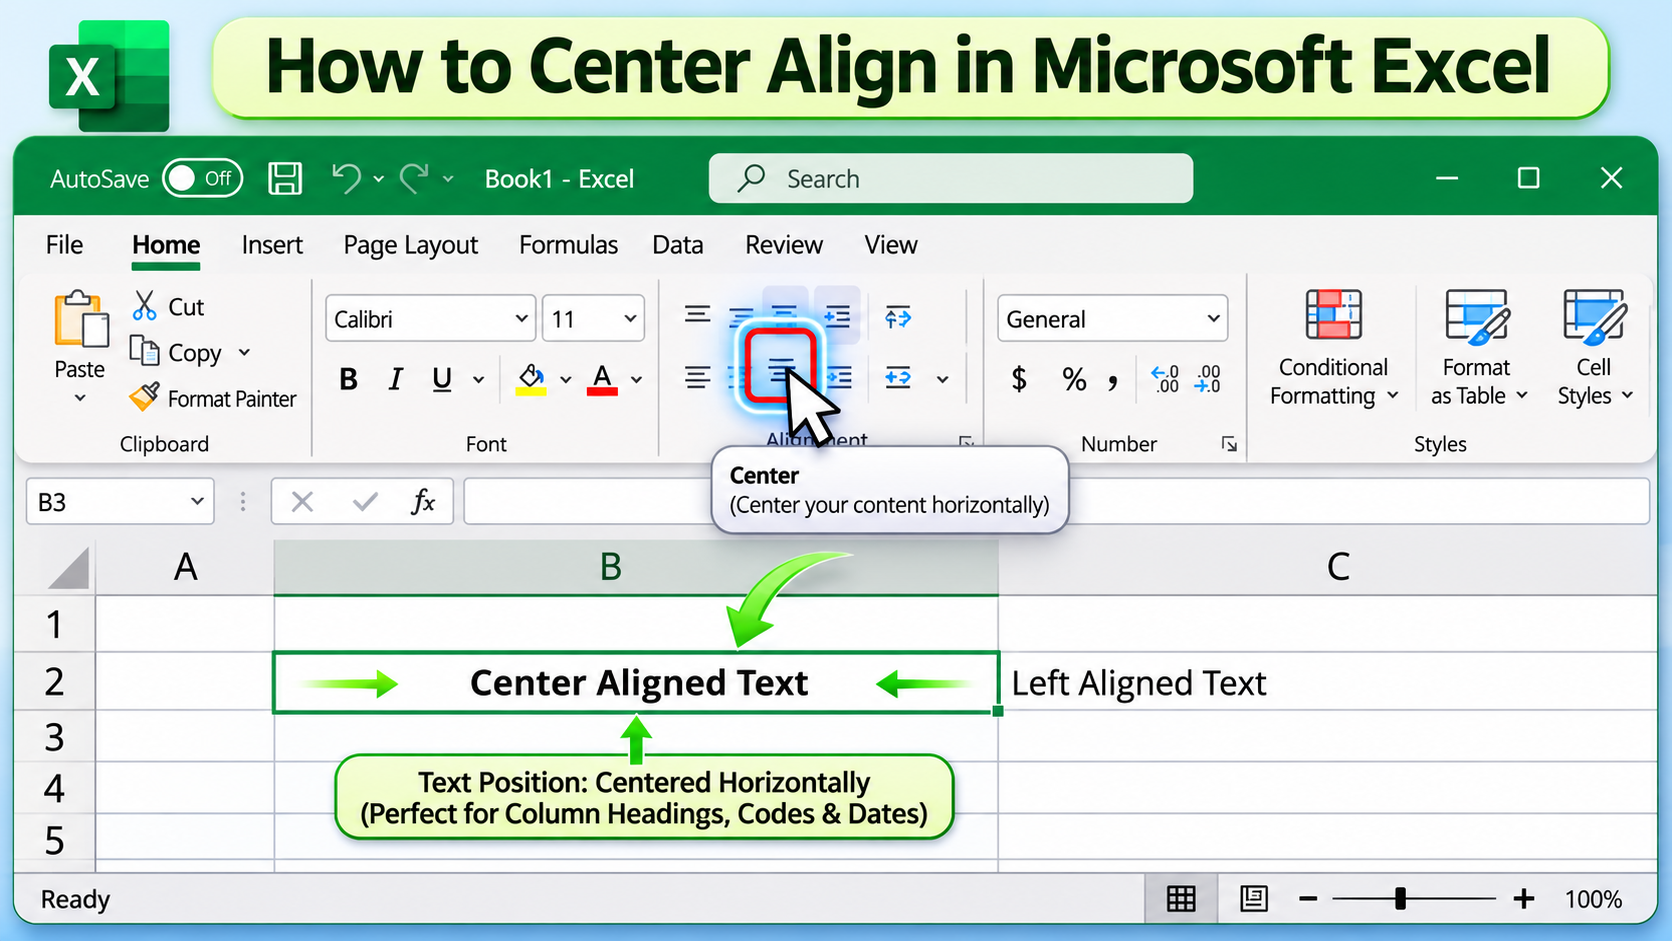 X
How to Center Align in Microsoft Excel
AutoSave Off Book1 - Excel Search
File Home Insert Page Layout Formulas Data Review View
Paste
Cut
Copy
Format Painter
Clipboard
Calibri 11
B I U A
Font
Alignment
General
$ % , .00 .00
Number
Conditional
Formatting
Format
as Table
Cell
Styles
Styles
Center
(Center your content horizontally)
B3 fx
A B C
1
2 Center Aligned Text Left Aligned Text
3
4
5
Text Position: Centered Horizontally
(Perfect for Column Headings, Codes & Dates)
Ready 100%